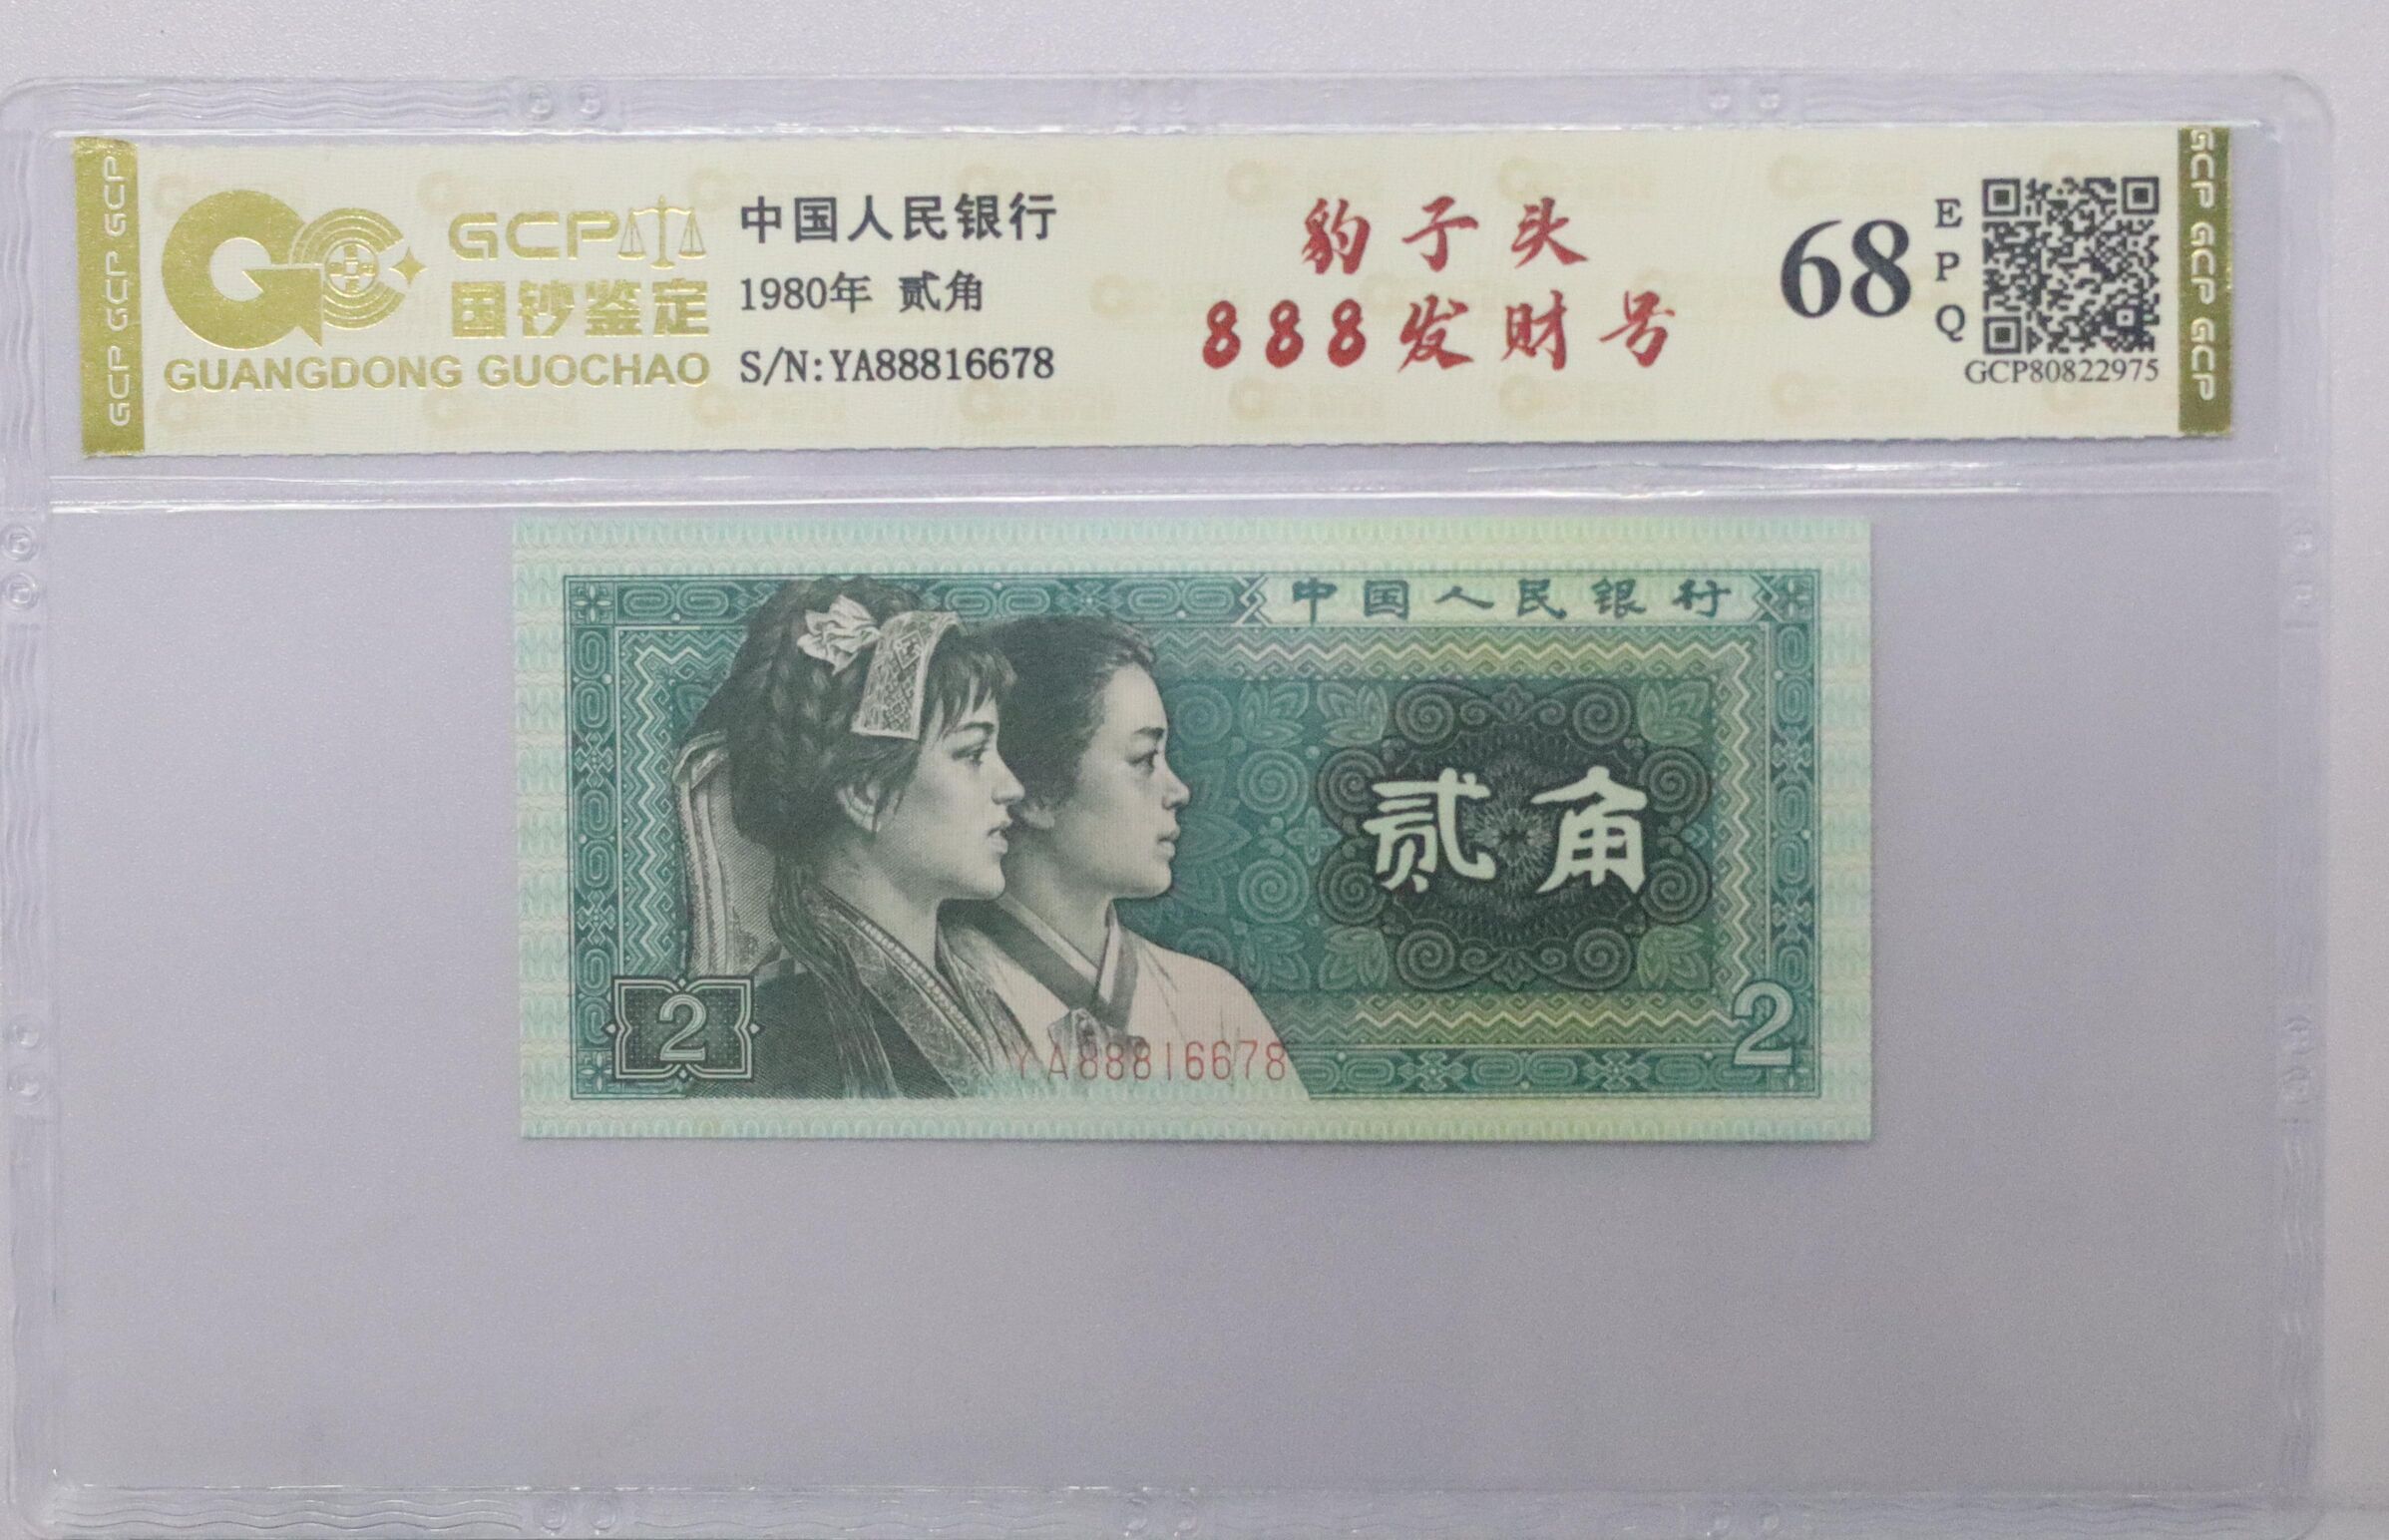 GCP GCP GCP
GCP
国钞鉴定
GUANGDONG GUOCHAO
中国人民银行
1980年 贰角
S/N:YA88816678
豹子头
888发财号
68
EPQ
GCP80822975
GCP GCP GCP
中国人民银行
贰角
2
2
YA88816678